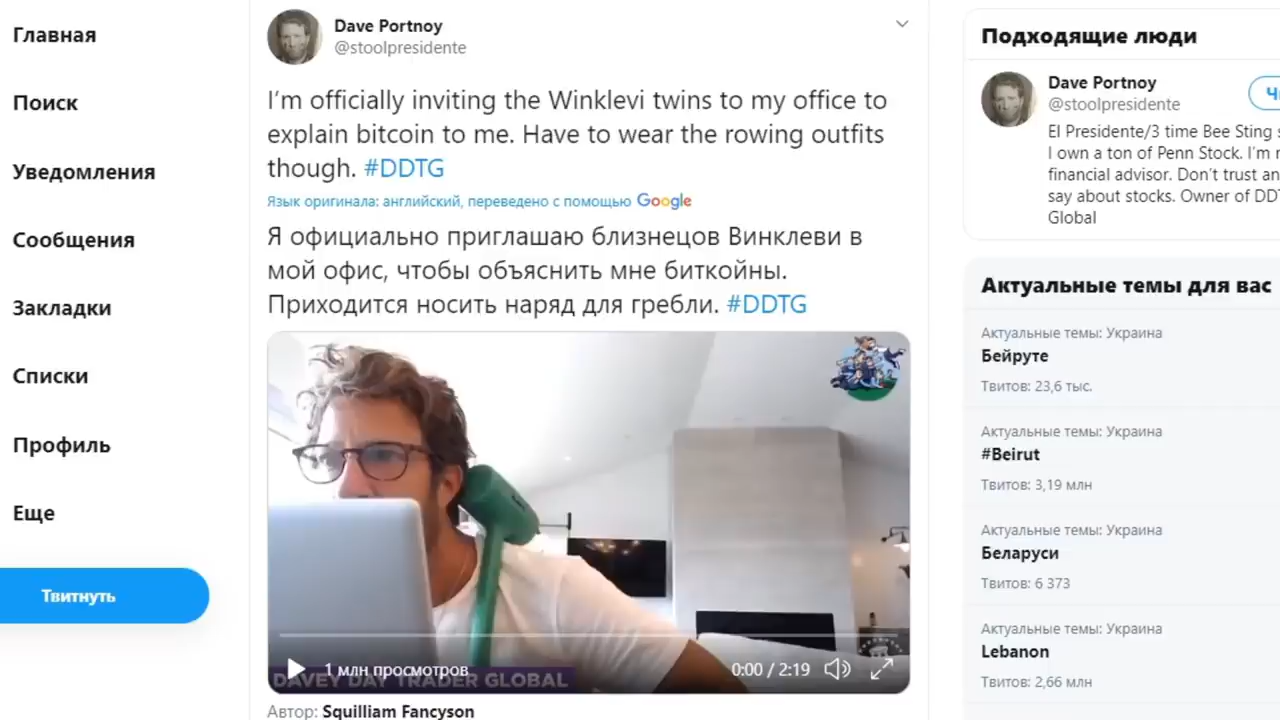 Главная
Поиск
Уведомления
Сообщения
Закладки
Списки
Профиль
Еще
Твитнуть
Dave Portnoy
@stoolpresidente
I'm officially inviting the Winklevi twins to my office to
explain bitcoin to me. Have to wear the rowing outfits
though. #DDTG
Язык оригинала: английский, переведено с помощью Google
Я официально приглашаю близнецов Винклеви в
мой офис, чтобы объяснить мне биткойны.
Приходится носить наряд для гребли. #DDTG
1 млн просмотров
0:00 / 2:19
DAVEY DAY TRADER GLOBAL
Автор: Squilliam Fancyson
Подходящие люди
Dave Portnoy
@stoolpresidente
El Presidente/3 time Bee Sting
I own a ton of Penn Stock. I'm
financial advisor. Don't trust
say about stocks. Owner of
Global
Актуальные темы для вас
Актуальные темы: Украина
Бейруте
Твитов: 23,6 тыс.
Актуальные темы: Украина
#Beirut
Твитов: 3,19 млн
Актуальные темы: Украина
Беларуси
Твитов: 6 373
Актуальные темы: Украина
Lebanon
Твитов: 2,66 млн